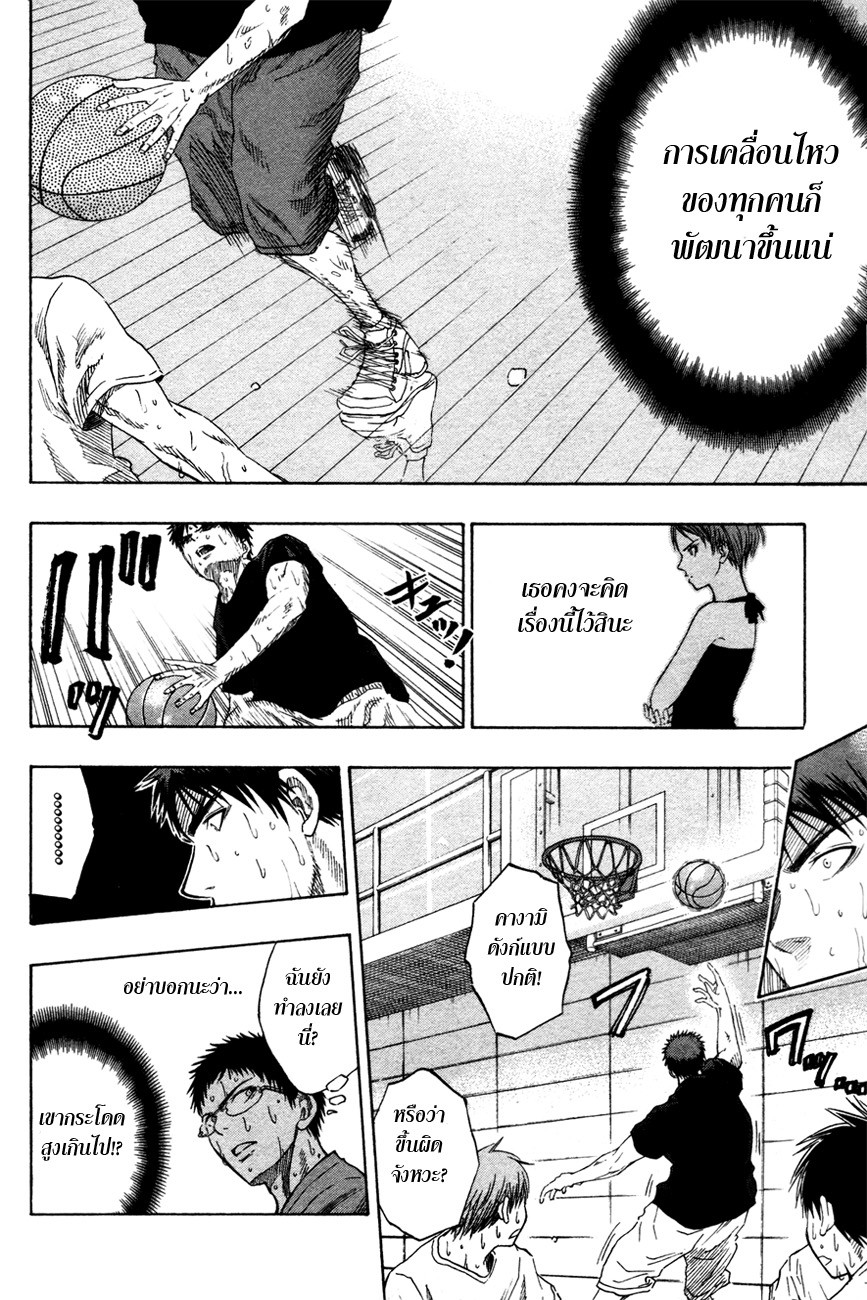 การเคลื่อนไหว
ของทุกคนก็
พัฒนาขึ้นแน่
เธอคงจะคิด
เรื่องนี้ไว้สินะ
คางามิ
ดังก์แบบ
ปกติ!
หรือว่า
ขึ้นผิด
จังหวะ?
ฉันยัง
ทำลงเลย
นี่?
อย่าบอกนะว่า...
เขากระโดด
สูงเกินไป!?